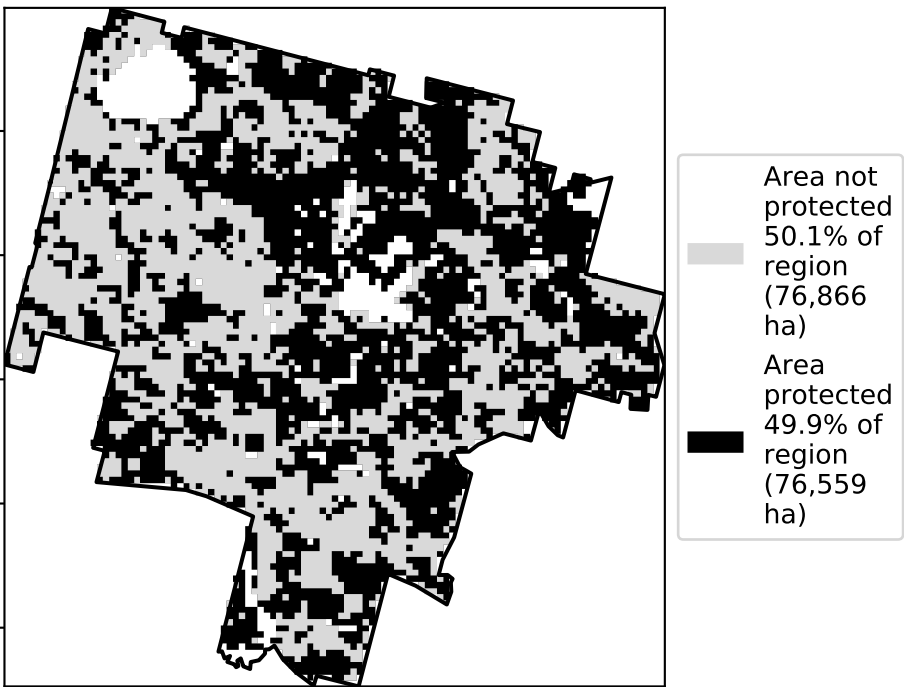 Area not
protected
50.1% of
region
(76,866
ha)
Area
protected
49.9% of
region
(76,559
ha)